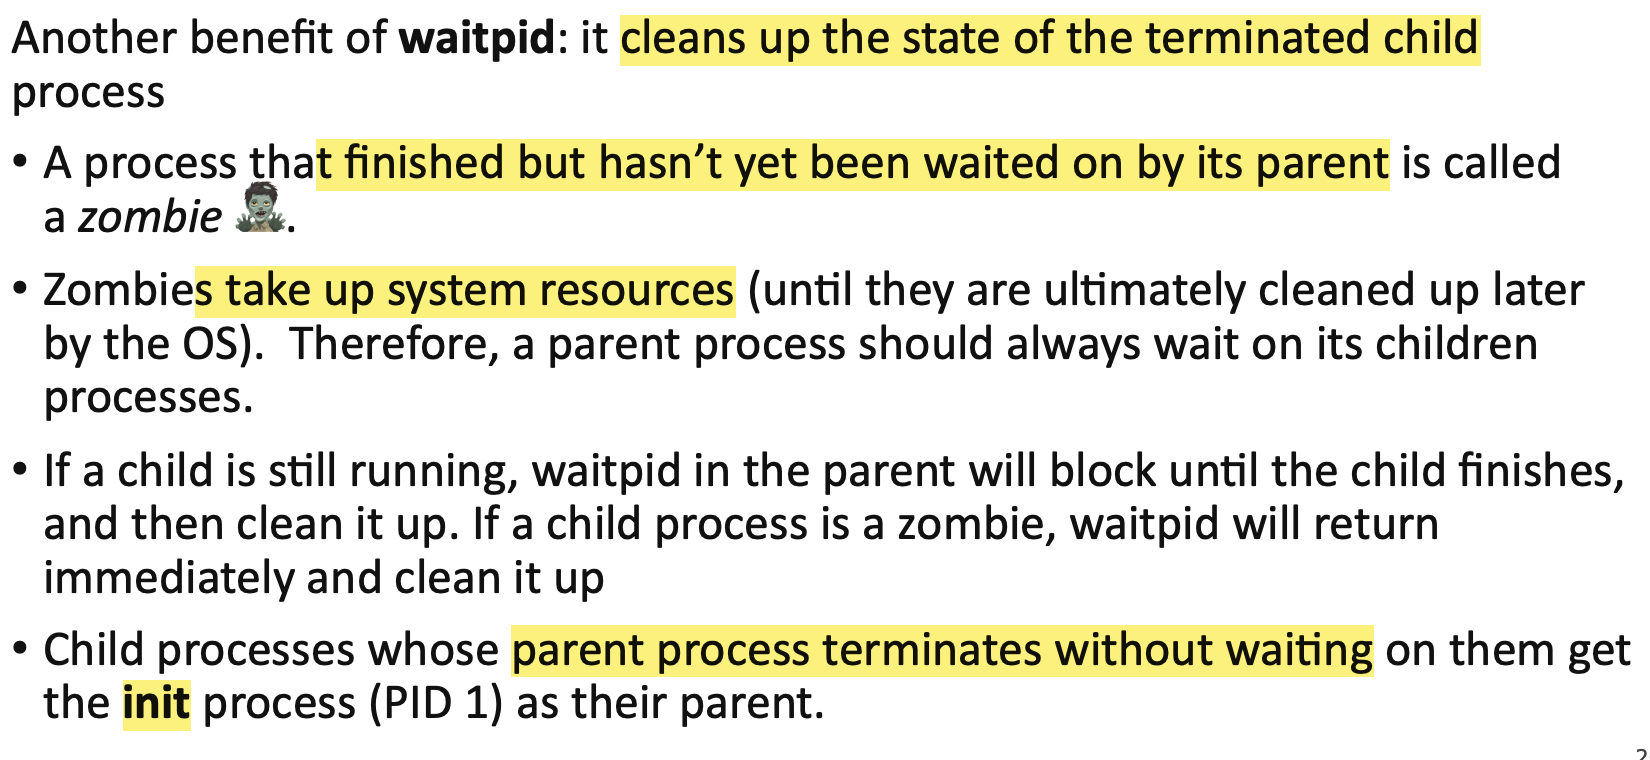 Another benefit of waitpid: it cleans up the state of the terminated child
process
• A process that finished but hasn’t yet been waited on by its parent is called
a zombie .
• Zombies take up system resources (until they are ultimately cleaned up later
by the OS).  Therefore, a parent process should always wait on its children
processes.
• If a child is still running, waitpid in the parent will block until the child finishes,
and then clean it up. If a child process is a zombie, waitpid will return
immediately and clean it up
• Child processes whose parent process terminates without waiting on them get
the init process (PID 1) as their parent.
2